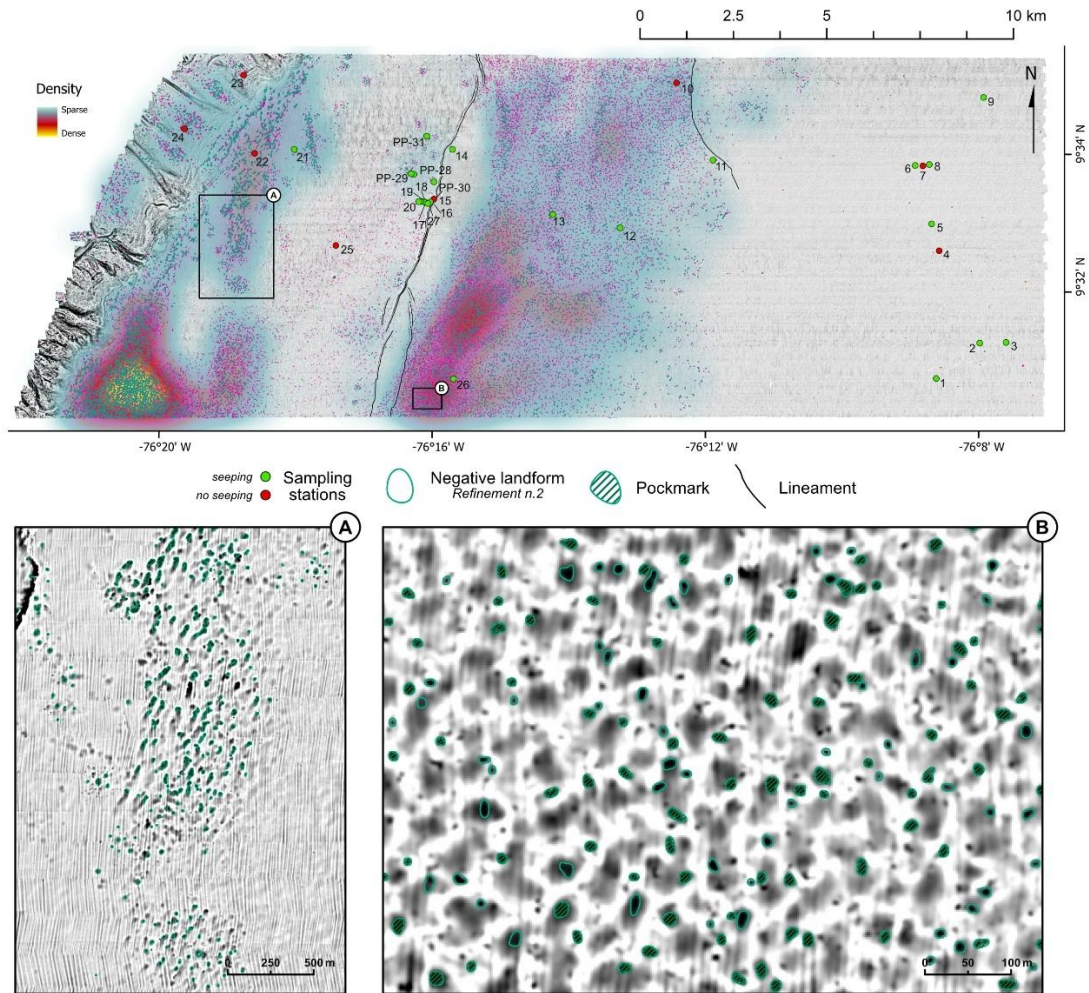 0 2.5 5 10 km
Density
Sparse
Dense
N
23
24
22
21
PP-31
14
PP-29
PP-28
18
PP-30
19
15
20
16
17
27
25
13
12
10
11
9
6
8
7
5
4
2
3
1
26
A
B
9°34' N
9°32' N
-76°20' W -76°16' W -76°12' W -76°8' W
seeping Sampling
no seeping stations
Negative landform
Refinement n.2
Pockmark
Lineament
A
0 250 500 m
B
0 50 100 m